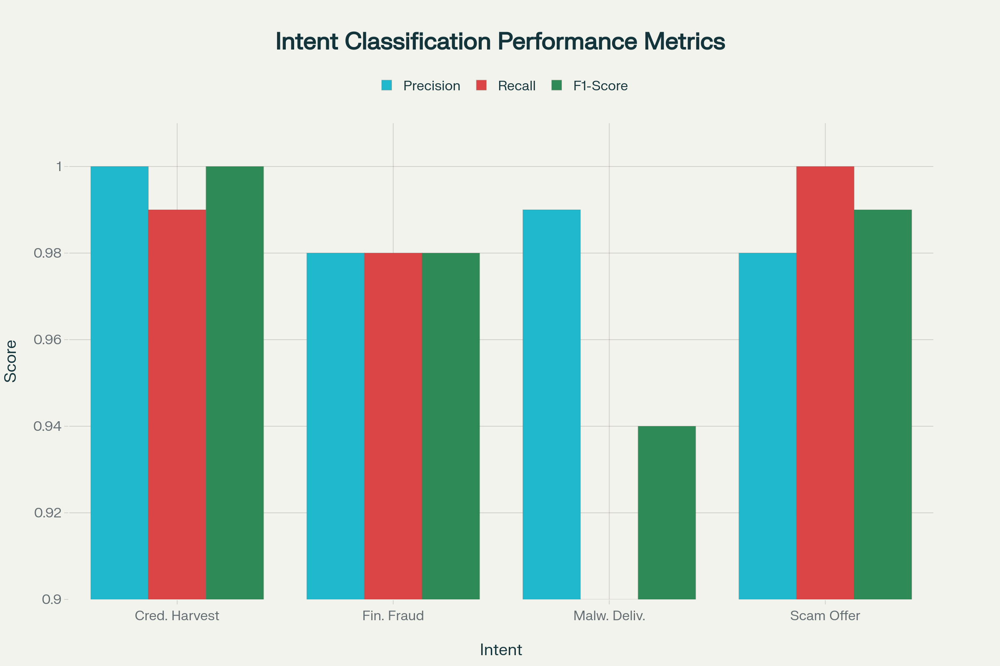 Intent Classification Performance Metrics
Precision Recall F1-Score
1
0.98
0.96
0.94
0.92
0.9
Score
Cred. Harvest Fin. Fraud Malw. Deliv. Scam Offer
Intent